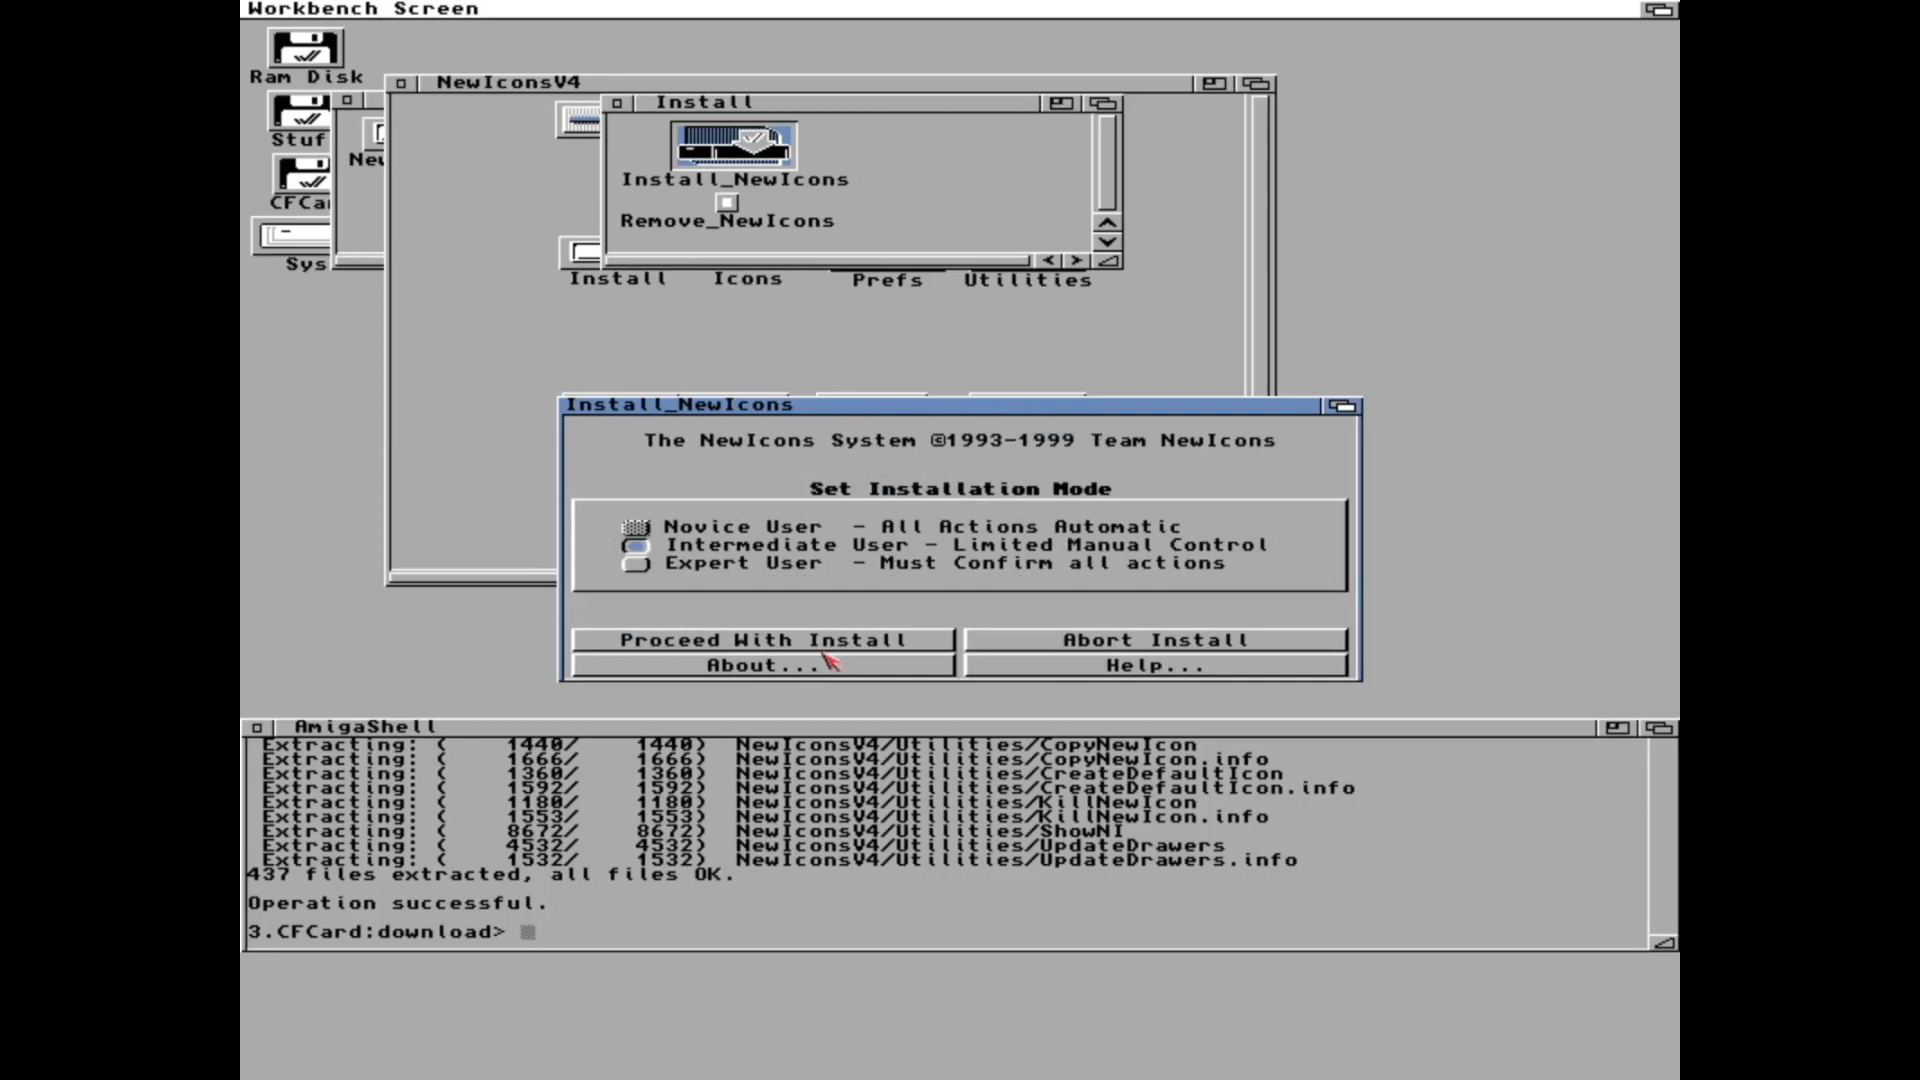 Workbench Screen
Ram Disk
NewIconsV4
Install
Stuf
New
Install_NewIcons
CFCar
Remove_NewIcons
Sys
Install Icons Prefs Utilities
Install_NewIcons
The NewIcons System ©1993-1999 Team NewIcons
Set Installation Mode
Novice User - All Actions Automatic
Intermediate User - Limited Manual Control
Expert User - Must Confirm all actions
Proceed With Install Abort Install
About... Help...
AmigaShell
Extracting: ( 1440/ 1440) NewIconsV4/Utilities/CopyNewIcon
Extracting: ( 1666/ 1666) NewIconsV4/Utilities/CopyNewIcon.info
Extracting: ( 1360/ 1360) NewIconsV4/Utilities/CreateDefaultIcon
Extracting: ( 1592/ 1592) NewIconsV4/Utilities/CreateDefaultIcon.info
Extracting: ( 1180/ 1180) NewIconsV4/Utilities/KillNewIcon
Extracting: ( 1553/ 1553) NewIconsV4/Utilities/KillNewIcon.info
Extracting: ( 8672/ 8672) NewIconsV4/Utilities/ShowNI
Extracting: ( 4532/ 4532) NewIconsV4/Utilities/UpdateDrawers
Extracting: ( 1532/ 1532) NewIconsV4/Utilities/UpdateDrawers.info
437 files extracted, all files OK.
Operation successful.
3.CFCard:download>